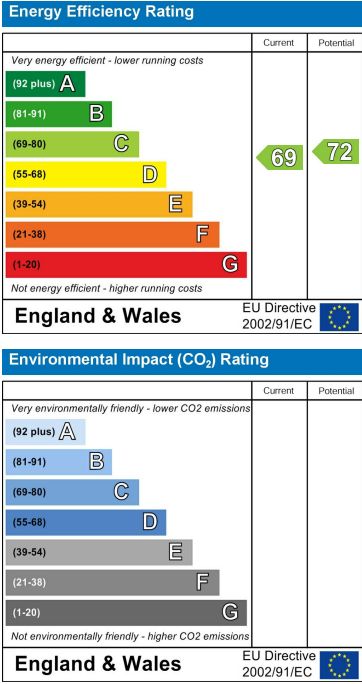 Energy Efficiency Rating
Current Potential
Very energy efficient - lower running costs
(92 plus) A
(81-91) B
(69-80) C
(55-68) D
(39-54) E
(21-38) F
(1-20) G
69 72
Not energy efficient - higher running costs
England & Wales
EU Directive
2002/91/EC
Environmental Impact (CO₂) Rating
Current Potential
Very environmentally friendly - lower CO2 emissions
(92 plus) A
(81-91) B
(69-80) C
(55-68) D
(39-54) E
(21-38) F
(1-20) G
Not environmentally friendly - higher CO2 emissions
England & Wales
EU Directive
2002/91/EC